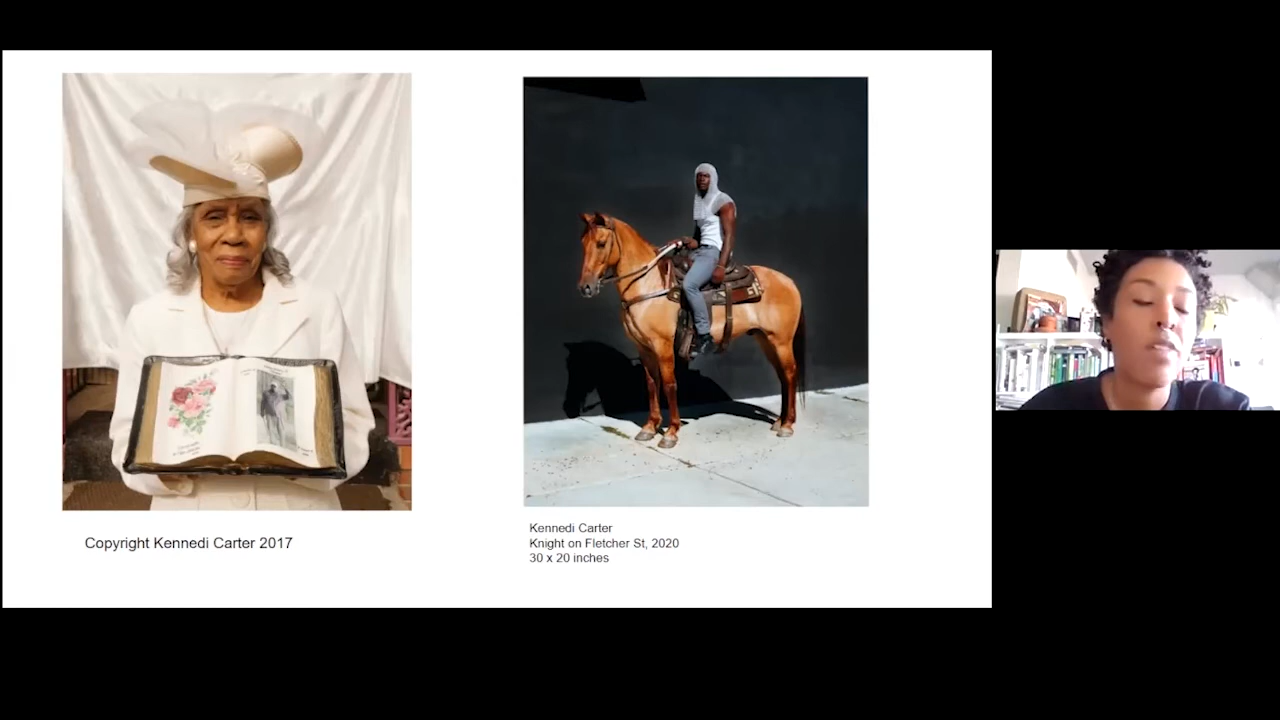 Copyright Kennedi Carter 2017
Kennedi Carter
Knight on Fletcher St, 2020
30 x 20 inches